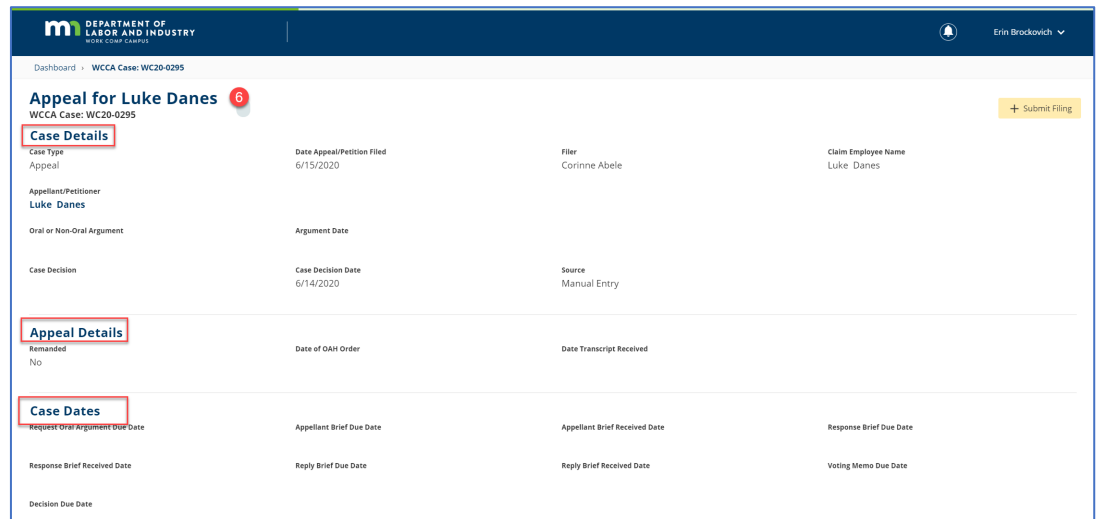 mn DEPARTMENT OF
LABOR AND INDUSTRY
WORK COMP CAMPUS
Erin Brockovich
Dashboard › WCCA Case: WC20-0295
Appeal for Luke Danes 6
WCCA Case: WC20-0295
+ Submit Filing
Case Details
Case Type Date Appeal/Petition Filed Filer Claim Employee Name
Appeal 6/15/2020 Corinne Abele Luke Danes
Appellant/Petitioner
Luke Danes
Oral or Non-Oral Argument Argument Date
Case Decision Case Decision Date Source
6/14/2020 Manual Entry
Appeal Details
Remanded Date of OAH Order Date Transcript Received
No
Case Dates
Request Oral Argument Due Date Appellant Brief Due Date Appellant Brief Received Date Response Brief Due Date
Response Brief Received Date Reply Brief Due Date Reply Brief Received Date Voting Memo Due Date
Decision Due Date